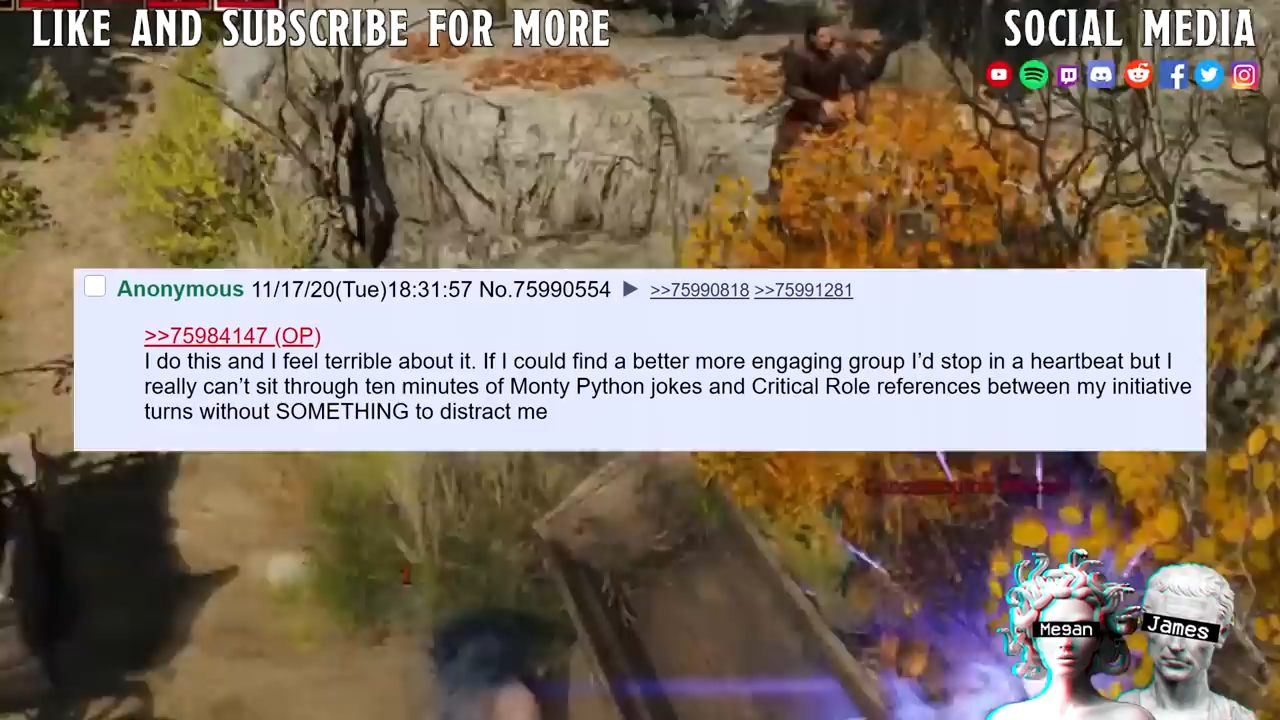 LIKE AND SUBSCRIBE FOR MORE
SOCIAL MEDIA
Anonymous 11/17/20(Tue)18:31:57 No.75990554 ▶ >>75990818 >>75991281
>>75984147 (OP)
I do this and I feel terrible about it. If I could find a better more engaging group I'd stop in a heartbeat but I
really can't sit through ten minutes of Monty Python jokes and Critical Role references between my initiative
turns without SOMETHING to distract me
Megan
James